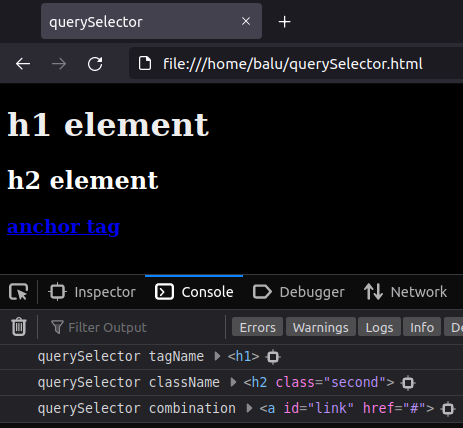 querySelector
file:///home/balu/querySelector.html
h1 element
h2 element
anchor tag
Inspector Console Debugger Network
Filter Output Errors Warnings Logs Info De
querySelector tagName <h1>
querySelector className <h2 class="second">
querySelector combination <a id="link" href="#">